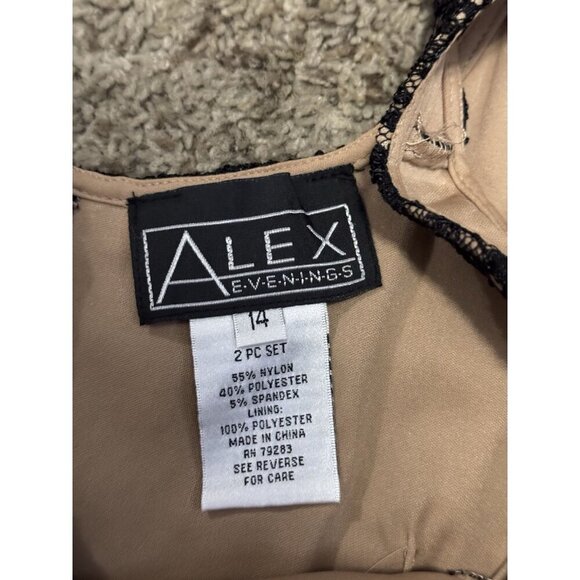 ALEX
E·V·E·N·I·N·G·S
14
2 PC SET
55% NYLON
40% POLYESTER
5% SPANDEX
LINING:
100% POLYESTER
MADE IN CHINA
RN 79283
SEE REVERSE
FOR CARE